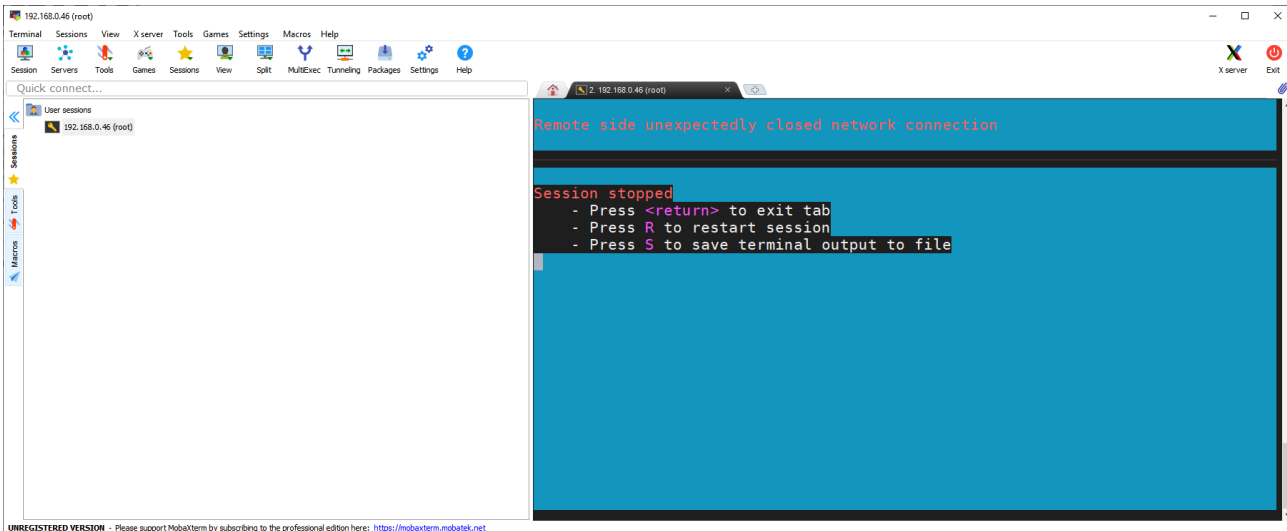 192.168.0.46 (root)
Terminal Sessions View X server Tools Games Settings Macros Help
Session Servers Tools Games Sessions View Split MultiExec Tunneling Packages Settings Help X server Exit
Quick connect...
2. 192.168.0.46 (root)
User sessions
192.168.0.46 (root)
Sessions
Tools
Macros
Remote side unexpectedly closed network connection
Session stopped
- Press <return> to exit tab
- Press R to restart session
- Press S to save terminal output to file
UNREGISTERED VERSION - Please support MobaXterm by subscribing to the professional edition here: https://mobaxterm.mobatek.net